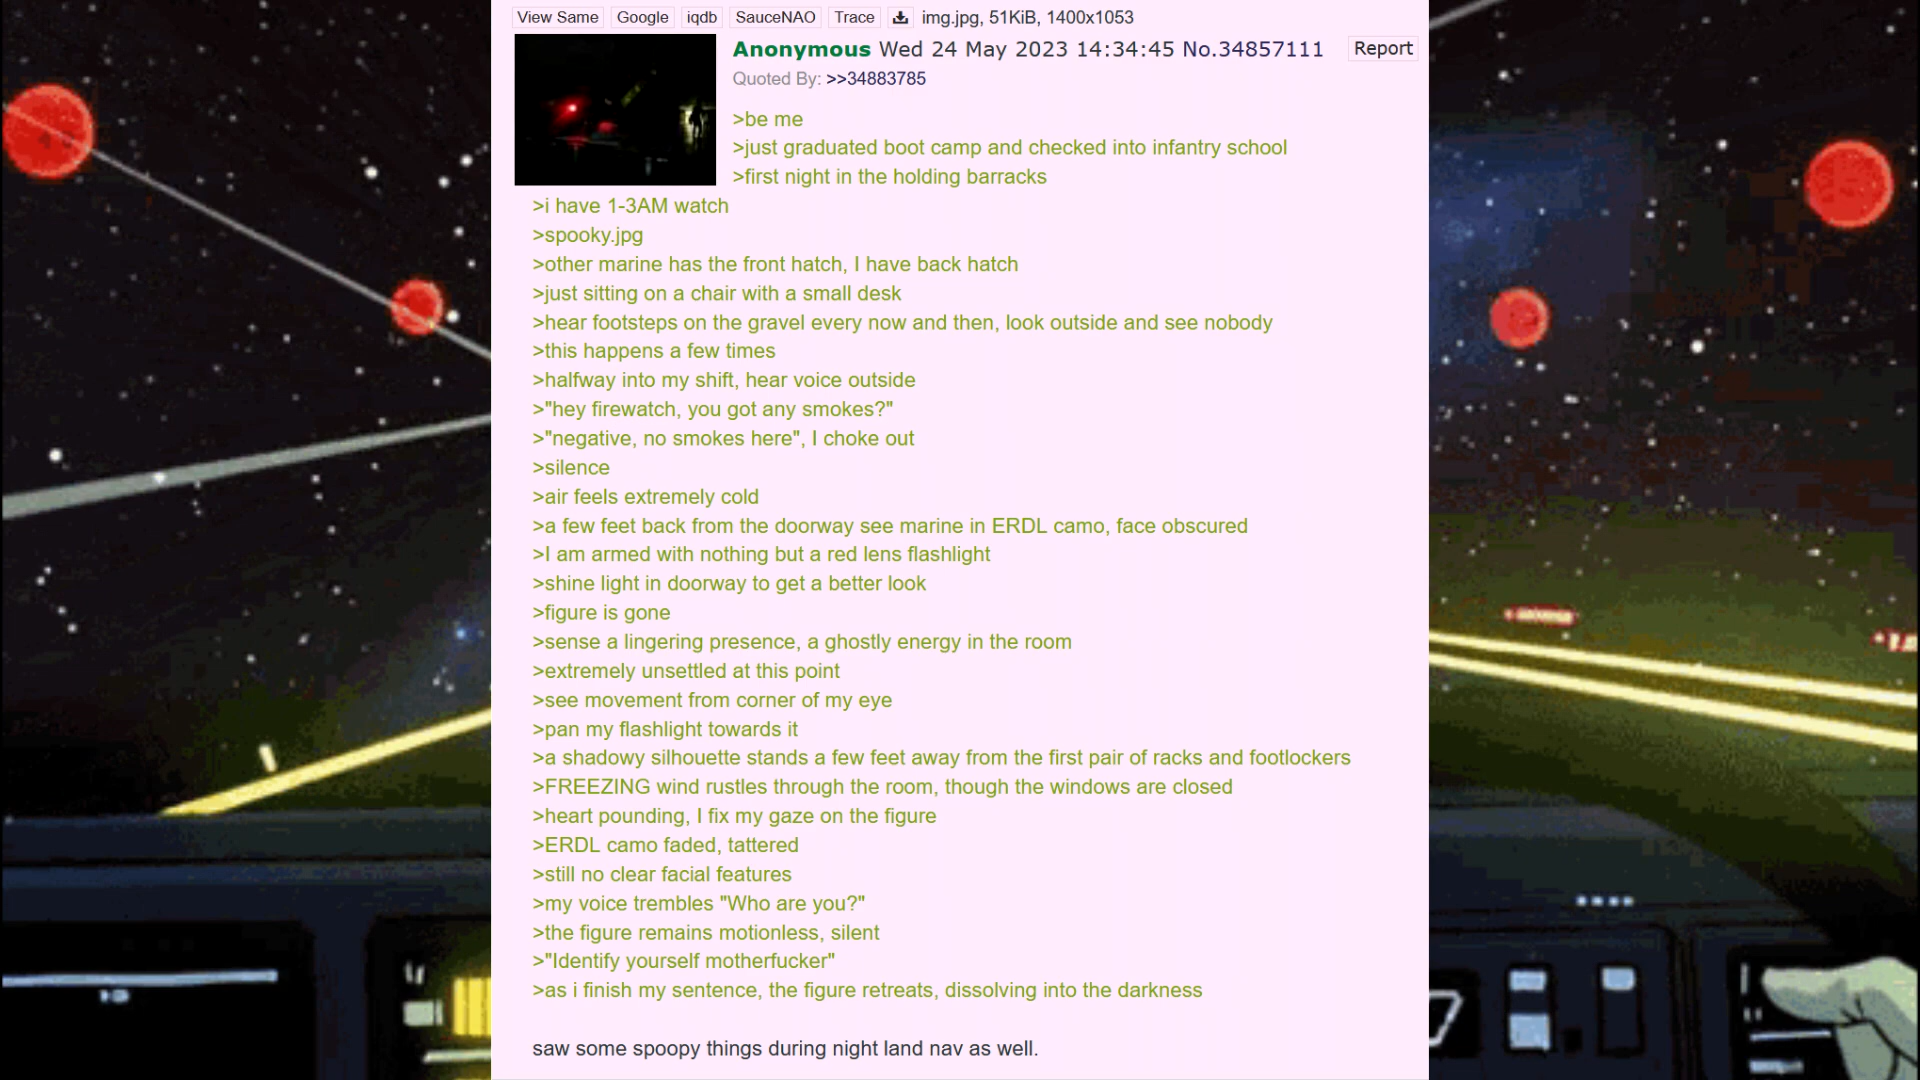 View Same Google iqdb SauceNAO Trace img.jpg, 51KiB, 1400x1053
Anonymous Wed 24 May 2023 14:34:45 No.34857111 Report
Quoted By: >>34883785
>be me
>just graduated boot camp and checked into infantry school
>first night in the holding barracks
>i have 1-3AM watch
>spooky.jpg
>other marine has the front hatch, I have back hatch
>just sitting on a chair with a small desk
>hear footsteps on the gravel every now and then, look outside and see nobody
>this happens a few times
>halfway into my shift, hear voice outside
>"hey firewatch, you got any smokes?"
>"negative, no smokes here", I choke out
>silence
>air feels extremely cold
>a few feet back from the doorway see marine in ERDL camo, face obscured
>I am armed with nothing but a red lens flashlight
>shine light in doorway to get a better look
>figure is gone
>sense a lingering presence, a ghostly energy in the room
>extremely unsettled at this point
>see movement from corner of my eye
>pan my flashlight towards it
>a shadowy silhouette stands a few feet away from the first pair of racks and footlockers
>FREEZING wind rustles through the room, though the windows are closed
>heart pounding, I fix my gaze on the figure
>ERDL camo faded, tattered
>still no clear facial features
>my voice trembles "Who are you?"
>the figure remains motionless, silent
>"Identify yourself motherfucker"
>as i finish my sentence, the figure retreats, dissolving into the darkness
saw some spoopy things during night land nav as well.